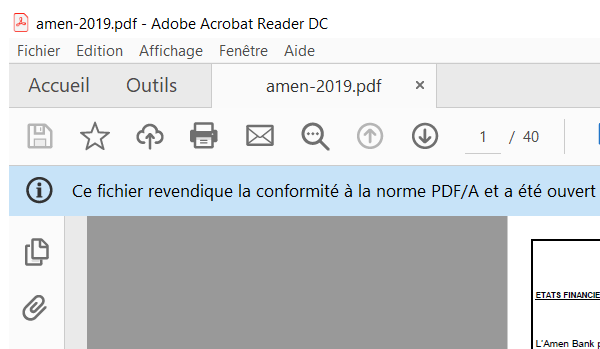 amen-2019.pdf - Adobe Acrobat Reader DC
Fichier Edition Affichage Fenêtre Aide
Accueil Outils amen-2019.pdf ×
1 / 40
Ce fichier revendique la conformité à la norme PDF/A et a été ouvert
ETATS FINANCIE
L'Amen Bank p